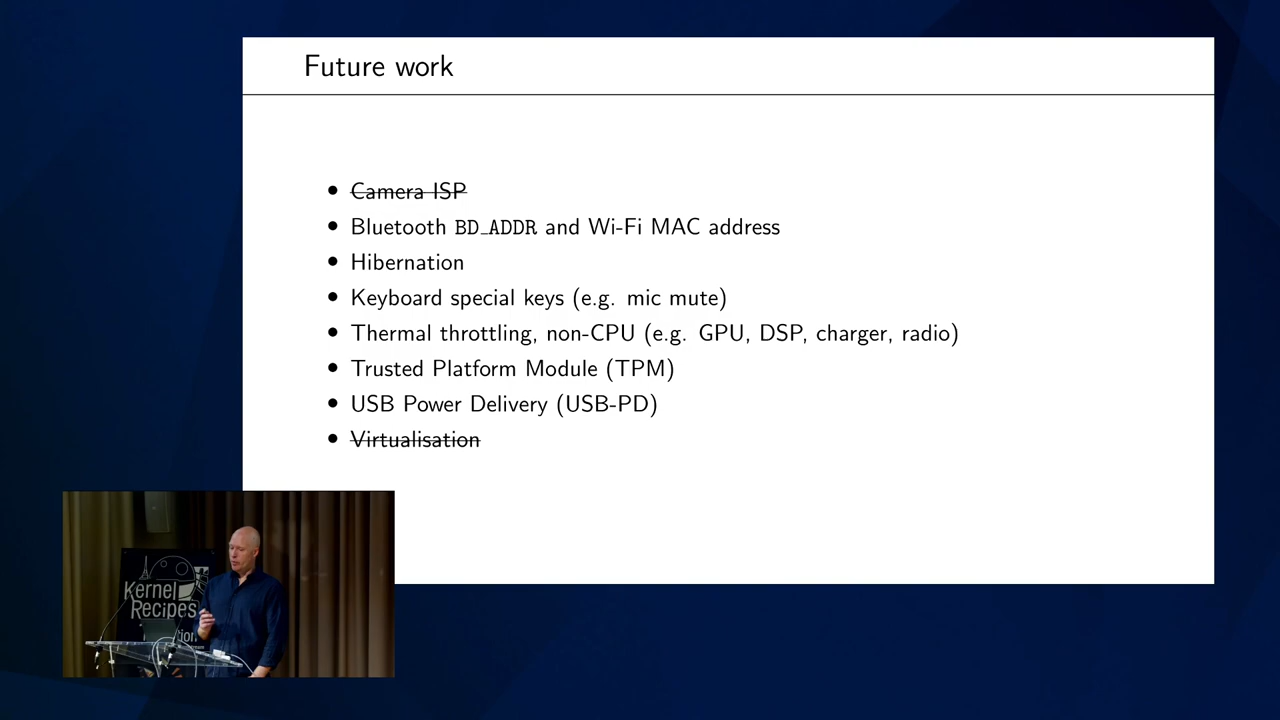 Future work
• Camera ISP
• Bluetooth BD_ADDR and Wi-Fi MAC address
• Hibernation
• Keyboard special keys (e.g. mic mute)
• Thermal throttling, non-CPU (e.g. GPU, DSP, charger, radio)
• Trusted Platform Module (TPM)
• USB Power Delivery (USB-PD)
• Virtualisation
Kernel
Recipes